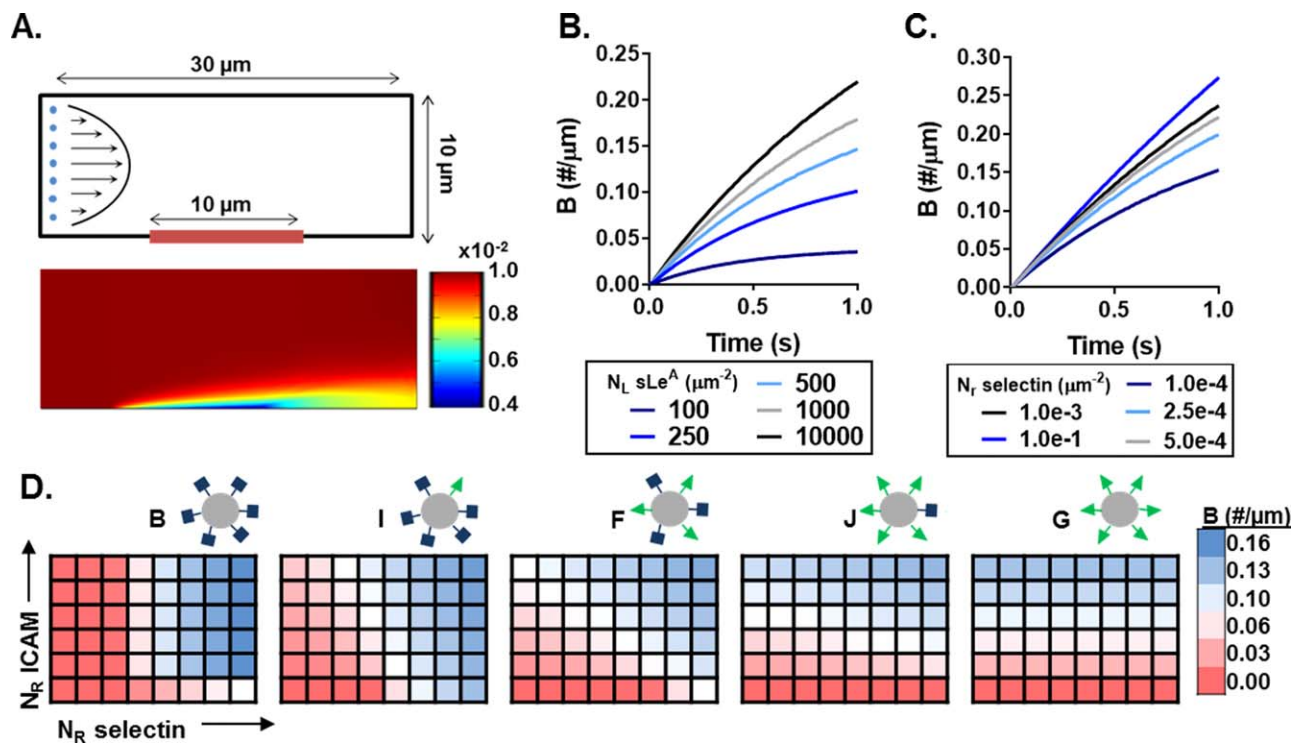 A.
30 µm
10 µm
10 µm
x10-2
1.0
0.8
0.6
0.4
B.
B (#/µm)
0.25
0.20
0.15
0.10
0.05
0.00
0.0 0.5 1.0
Time (s)
NL sLeA (µm-2)
100
250
500
1000
10000
C.
B (#/µm)
0.30
0.25
0.20
0.15
0.10
0.05
0.00
0.0 0.5 1.0
Time (s)
Nr selectin (µm-2)
1.0e-3
1.0e-1
1.0e-4
2.5e-4
5.0e-4
D.
B I F J G
NR ICAM
NR selectin
B (#/µm)
0.16
0.13
0.10
0.06
0.03
0.00